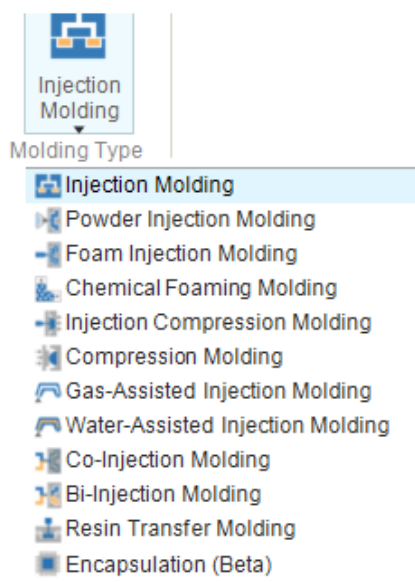 Injection
Molding
Molding Type
Injection Molding
Powder Injection Molding
Foam Injection Molding
Chemical Foaming Molding
Injection Compression Molding
Compression Molding
Gas-Assisted Injection Molding
Water-Assisted Injection Molding
Co-Injection Molding
Bi-Injection Molding
Resin Transfer Molding
Encapsulation (Beta)